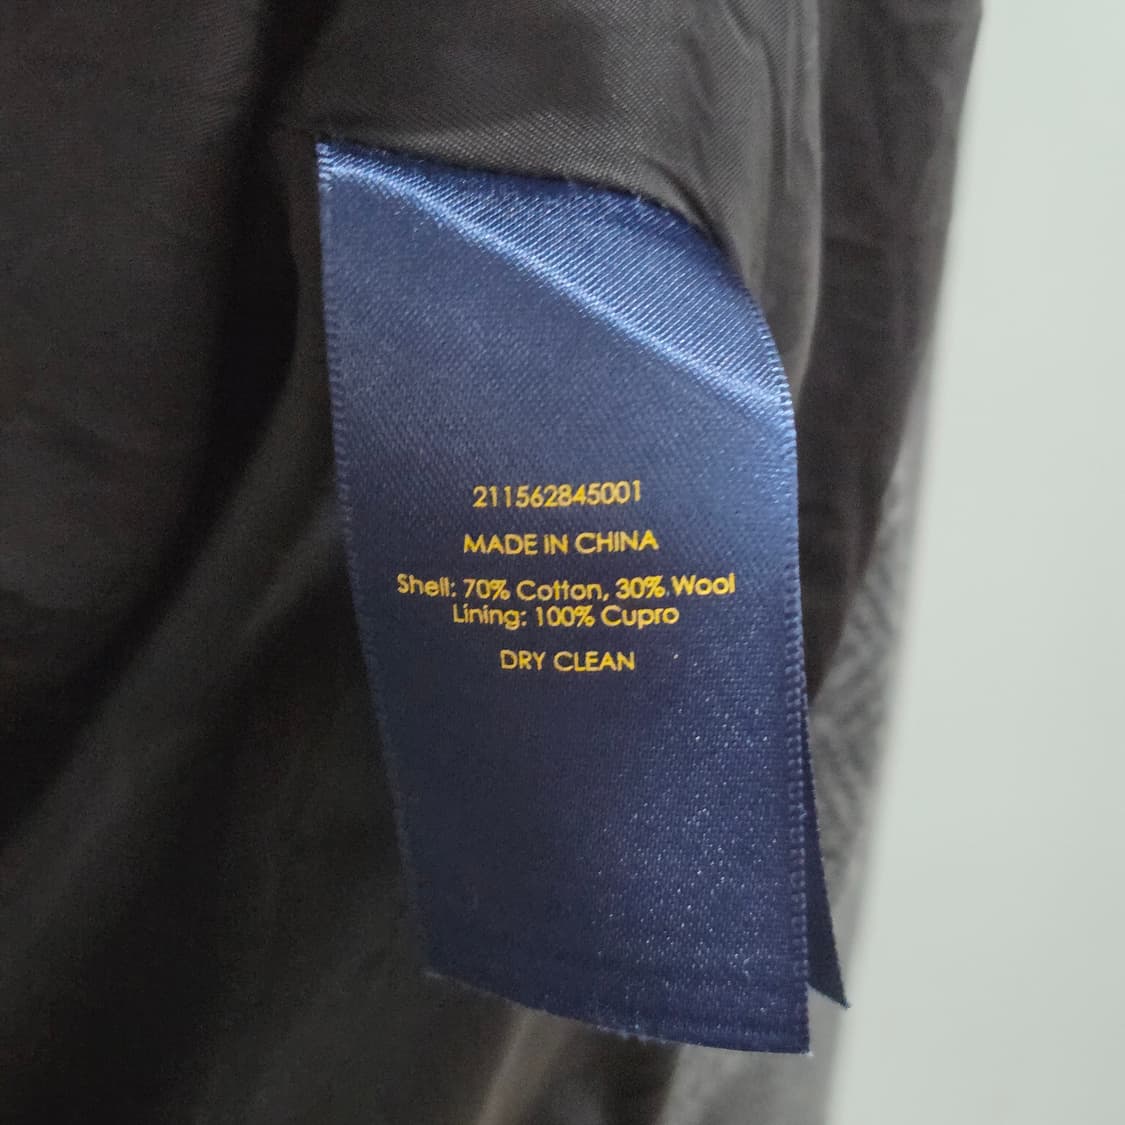 211562845001
MADE IN CHINA
Shell: 70% Cotton, 30% Wool
Lining: 100% Cupro
DRY CLEAN